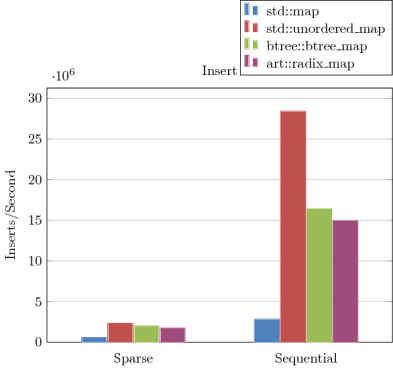 std::map
std::unordered_map
btree::btree_map
art::radix_map
Insert
·10⁶
30
25
20
15
10
5
0
Inserts/Second
Sparse
Sequential